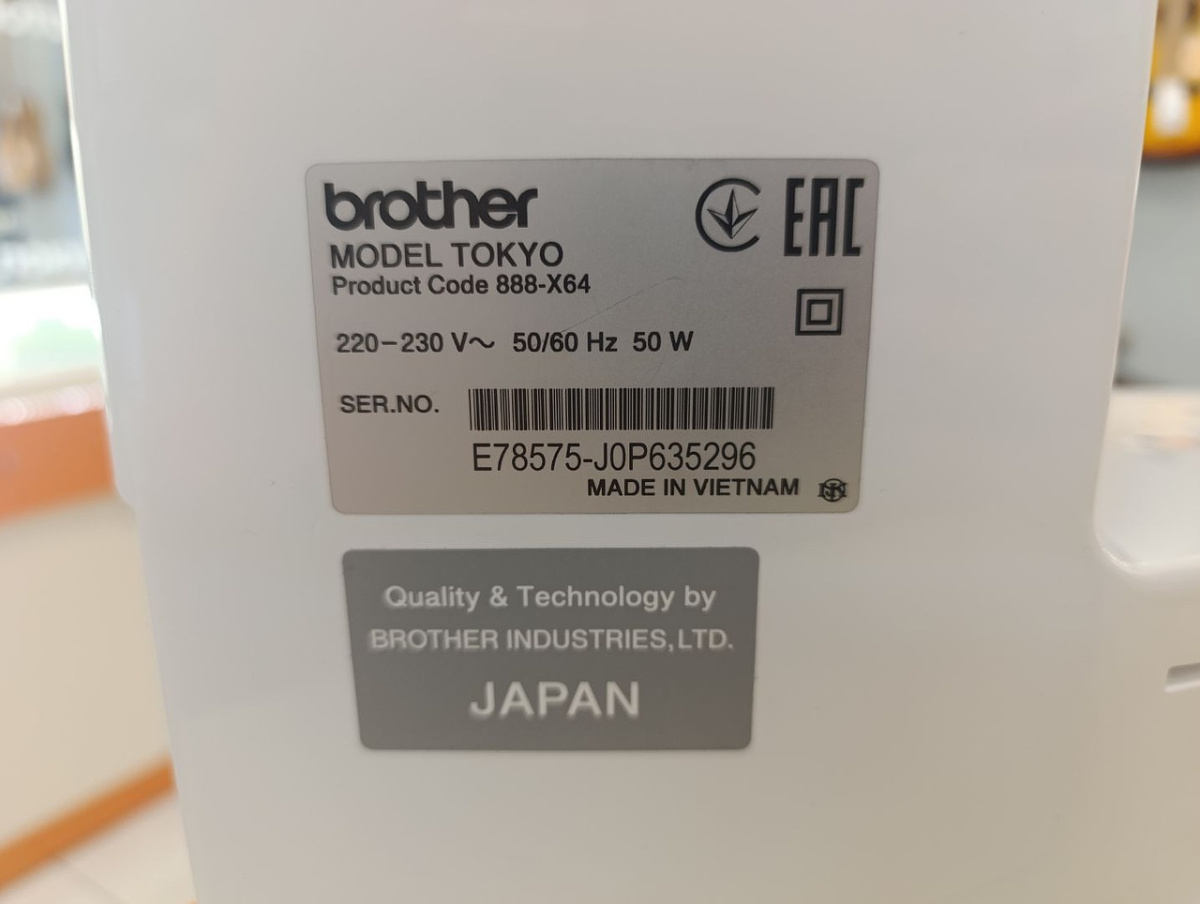 brother
MODEL TOKYO
Product Code 888-X64
EAC
220-230 V～ 50/60 Hz 50 W
SER.NO.
E78575-J0P635296
MADE IN VIETNAM
Quality & Technology by
BROTHER INDUSTRIES, LTD.
JAPAN